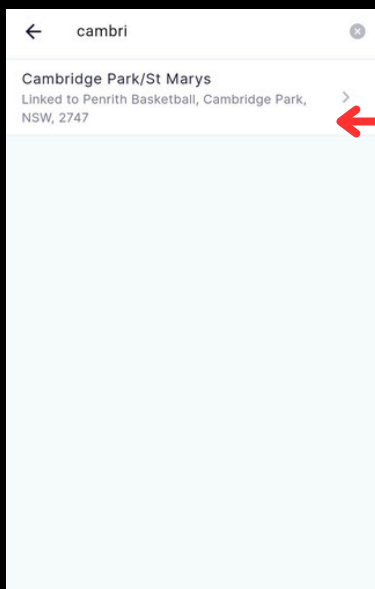 cambri
Cambridge Park/St Marys
Linked to Penrith Basketball, Cambridge Park,
NSW, 2747